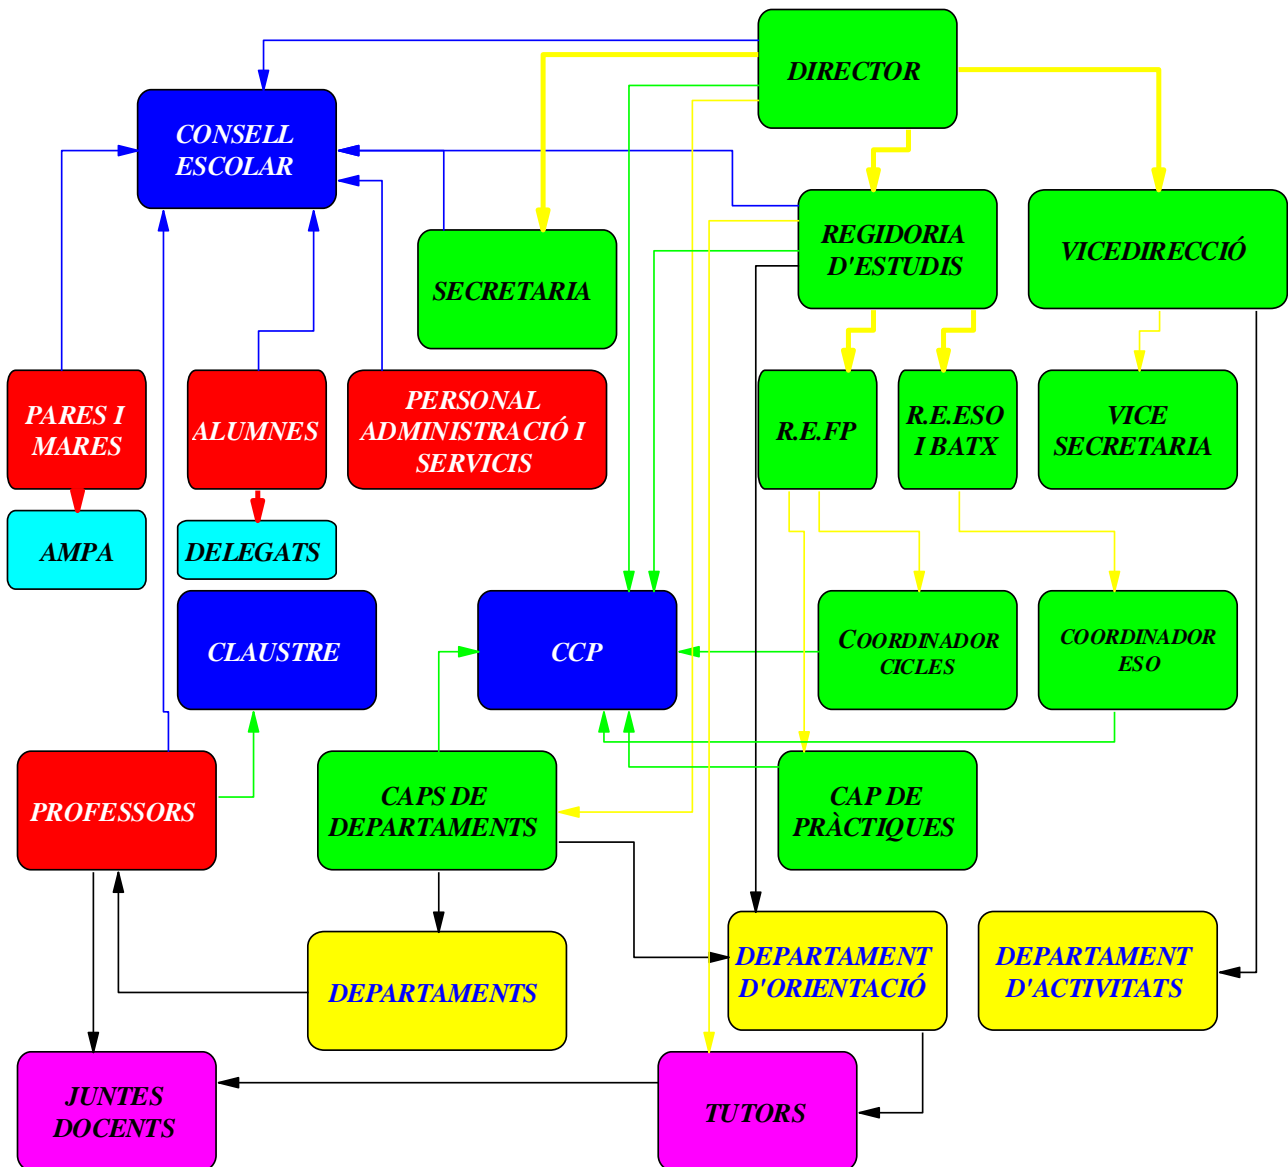 DIRECTOR
CONSELL
ESCOLAR
REGIDORIA
D'ESTUDIS
VICEDIRECCIÓ
SECRETARIA
PARES I
MARES
ALUMNES
PERSONAL
ADMINISTRACIÓ I
SERVICIS
R.E.FP
R.E.ESO
I BATX
VICE
SECRETARIA
AMPA
DELEGATS
CLAUSTRE
CCP
COORDINADOR
CICLES
COORDINADOR
ESO
PROFESSORS
CAPS DE
DEPARTAMENTS
CAP DE
PRÀCTIQUES
DEPARTAMENTS
DEPARTAMENT
D'ORIENTACIÓ
DEPARTAMENT
D'ACTIVITATS
JUNTES
DOCENTS
TUTORS